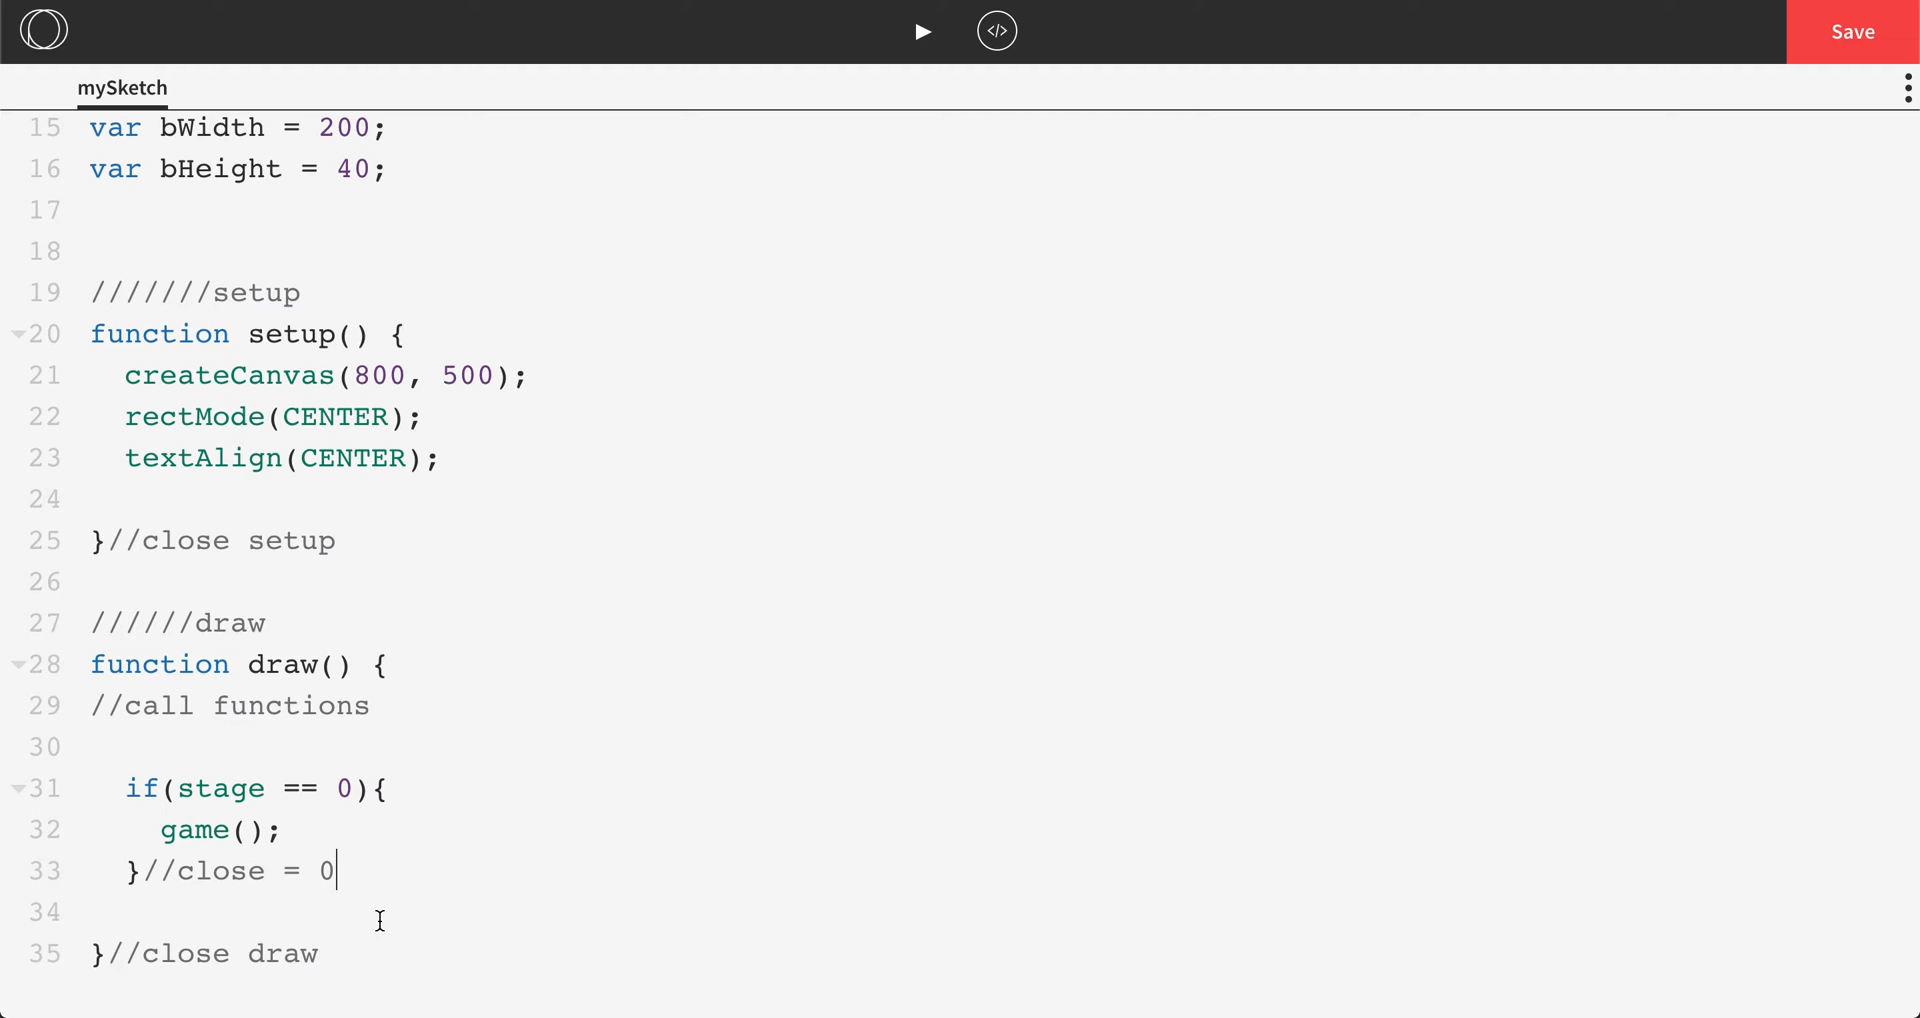 Save
mySketch
15 var bWidth = 200;
16 var bHeight = 40;
17
18
19 ///////setup
20 function setup() {
21 createCanvas(800, 500);
22 rectMode(CENTER);
23 textAlign(CENTER);
24
25 }//close setup
26
27 //////draw
28 function draw() {
29 //call functions
30
31 if(stage == 0){
32 game();
33 }//close = 0
34
35 }//close draw